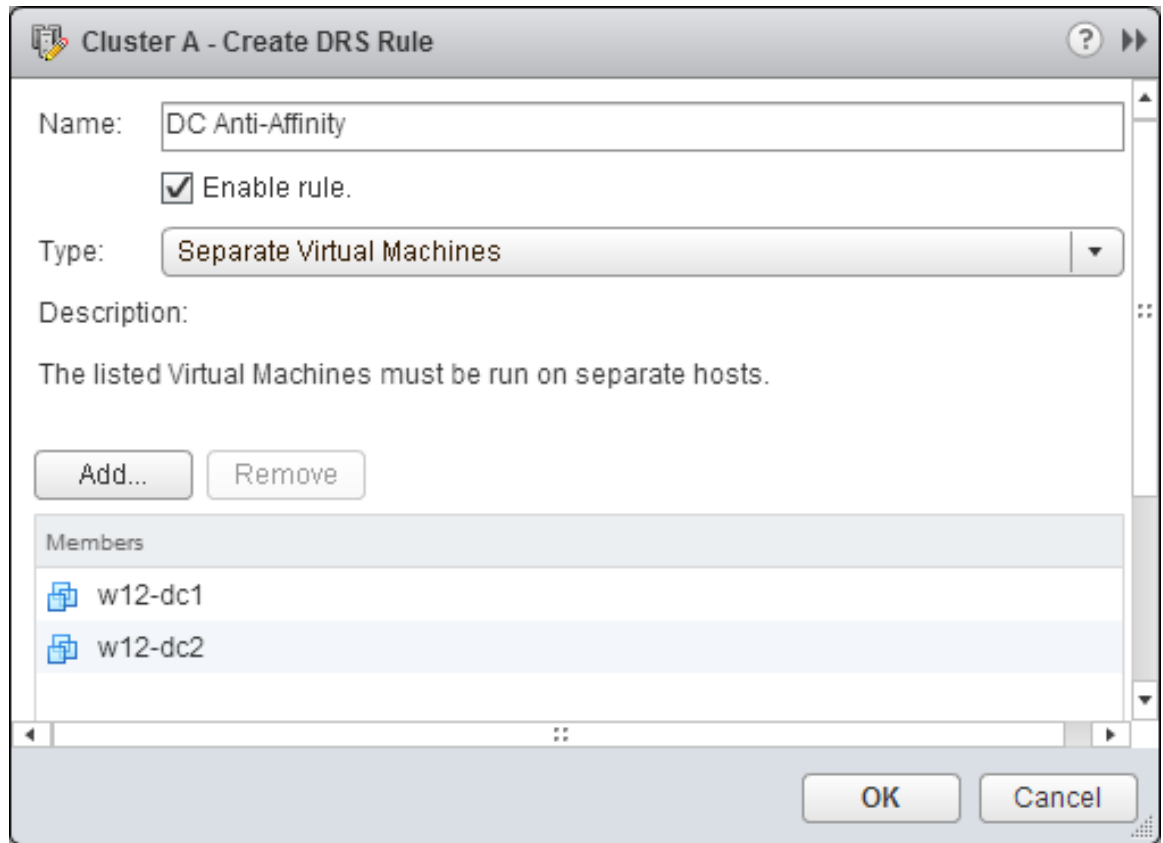 Cluster A - Create DRS Rule ?
Name: DC Anti-Affinity
Enable rule.
Type: Separate Virtual Machines
Description:
The listed Virtual Machines must be run on separate hosts.
Add... Remove
Members
w12-dc1
w12-dc2
OK Cancel